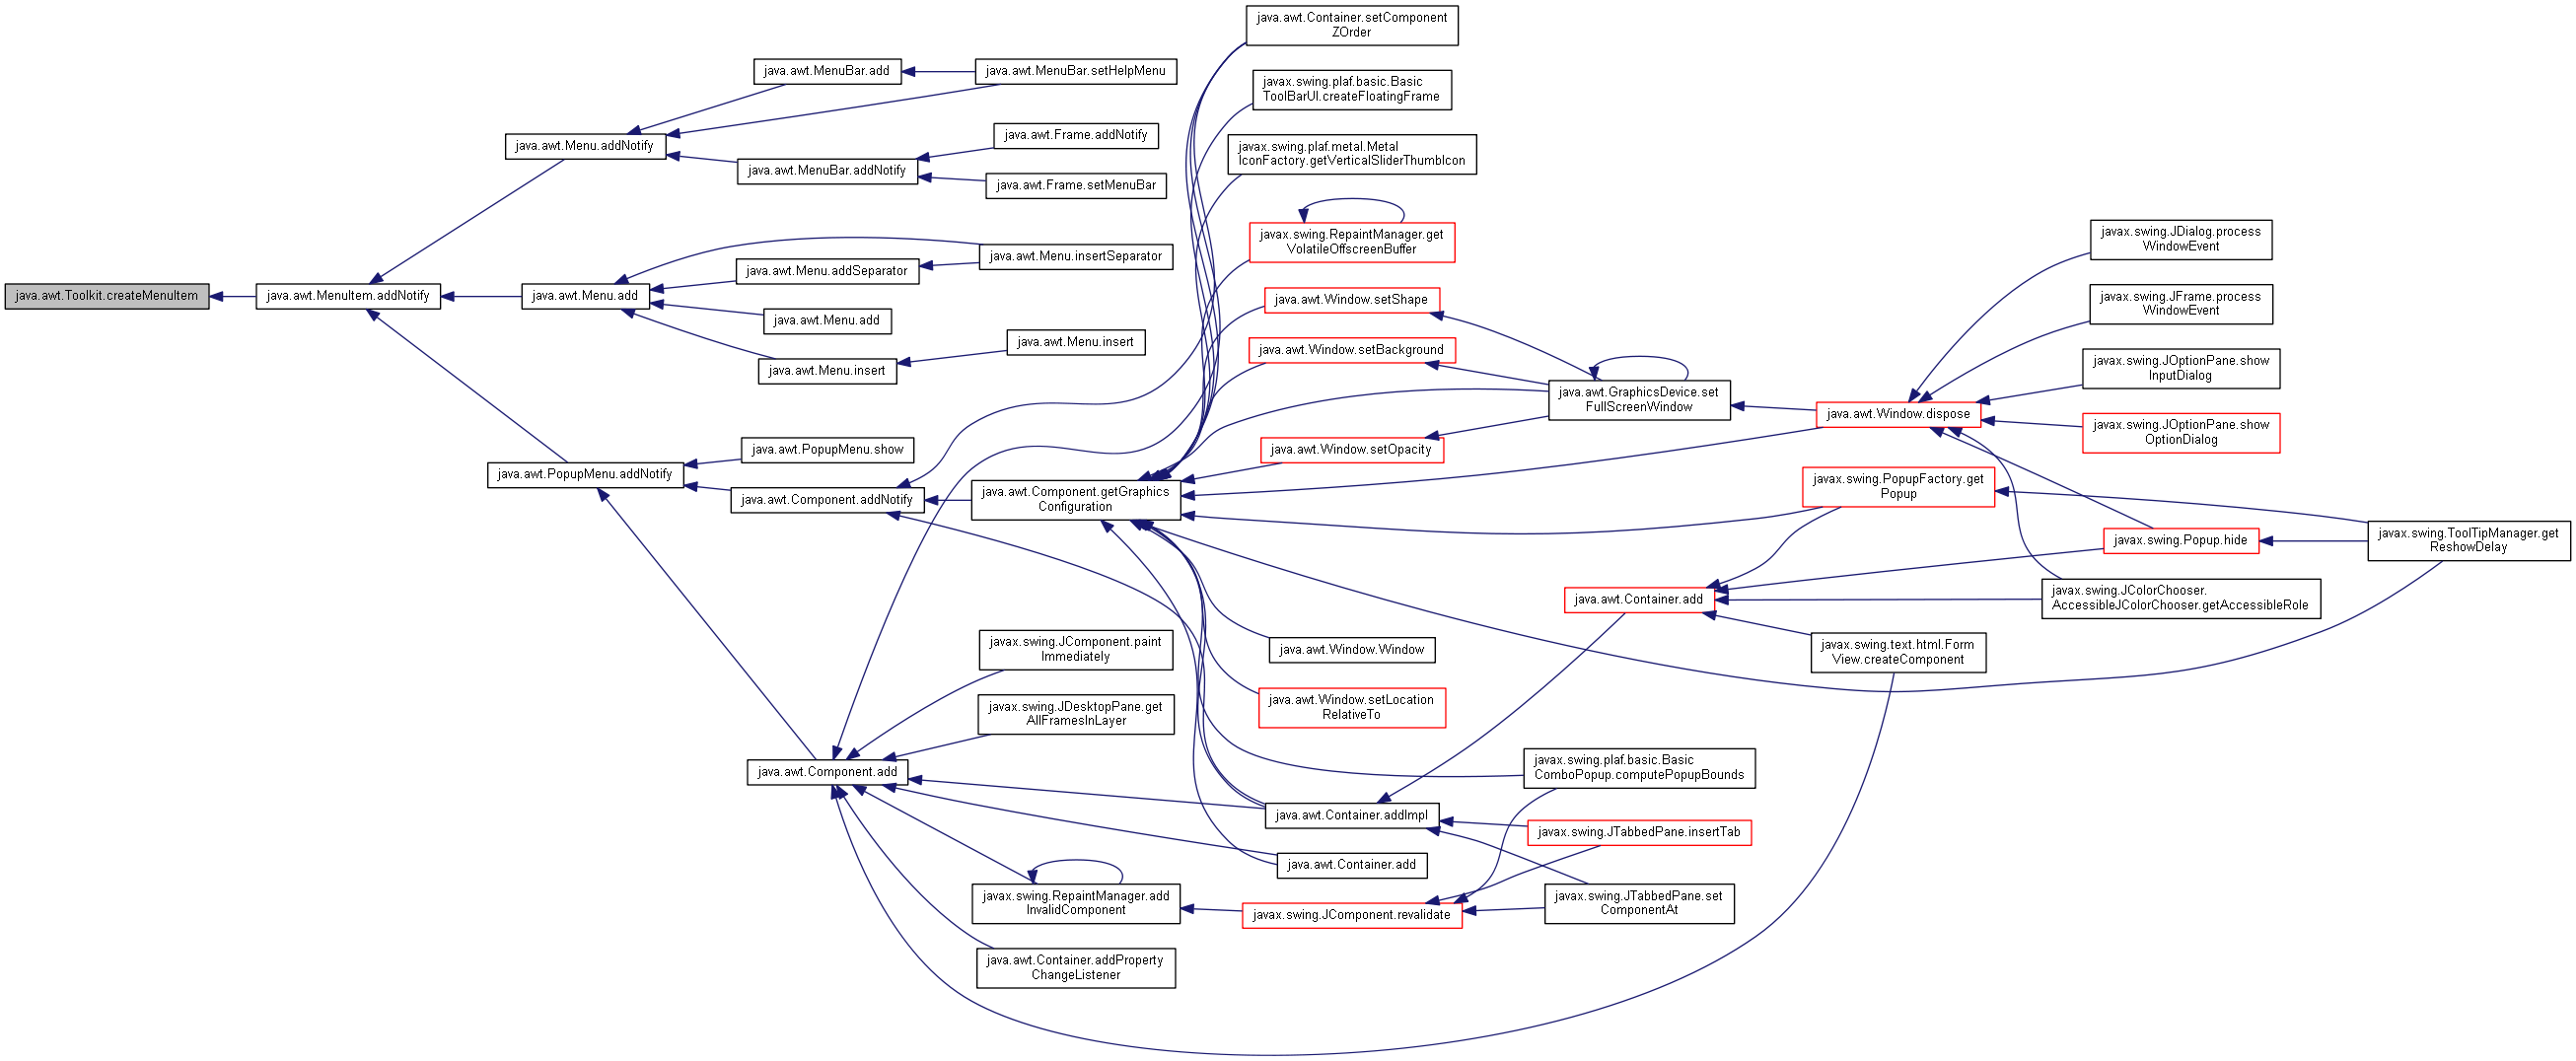 java.awt.Toolkit.createMenuItem
java.awt.MenuItem.addNotify
java.awt.Menu.addNotify
java.awt.MenuBar.add
java.awt.MenuBar.setHelpMenu
java.awt.MenuBar.addNotify
java.awt.Frame.addNotify
java.awt.Frame.setMenuBar
java.awt.Menu.add
java.awt.Menu.insertSeparator
java.awt.Menu.addSeparator
java.awt.Menu.add
java.awt.Menu.insert
java.awt.Menu.insert
java.awt.PopupMenu.addNotify
java.awt.PopupMenu.show
java.awt.Component.addNotify
java.awt.Component.getGraphics
Configuration
java.awt.Component.add
javax.swing.JComponent.paint
Immediately
javax.swing.JDesktopPane.get
AllFramesInLayer
javax.swing.RepaintManager.add
InvalidComponent
java.awt.Container.addProperty
ChangeListener
java.awt.Container.setComponent
ZOrder
javax.swing.plaf.basic.Basic
ToolBarUI.createFloatingFrame
javax.swing.plaf.metal.Metal
IconFactory.getVerticalSliderThumbIcon
javax.swing.RepaintManager.get
VolatileOffscreenBuffer
java.awt.Window.setShape
java.awt.Window.setBackground
java.awt.Window.setOpacity
java.awt.Window.Window
java.awt.Window.setLocation
RelativeTo
java.awt.Container.addImpl
java.awt.Container.add
javax.swing.JComponent.revalidate
java.awt.GraphicsDevice.set
FullScreenWindow
java.awt.Container.add
javax.swing.plaf.basic.Basic
ComboPopup.computePopupBounds
javax.swing.JTabbedPane.insertTab
javax.swing.JTabbedPane.set
ComponentAt
java.awt.Window.dispose
javax.swing.PopupFactory.get
Popup
javax.swing.text.html.Form
View.createComponent
javax.swing.JDialog.process
WindowEvent
javax.swing.JFrame.process
WindowEvent
javax.swing.JOptionPane.show
InputDialog
javax.swing.JOptionPane.show
OptionDialog
javax.swing.Popup.hide
javax.swing.JColorChooser.
AccessibleJColorChooser.getAccessibleRole
javax.swing.ToolTipManager.get
ReshowDelay